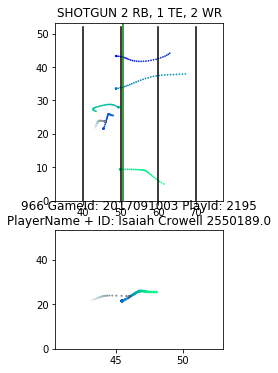 SHOTGUN 2 RB, 1 TE, 2 WR
50
40
30
20
10
0
40 50 60 70
966 GameId: 2017091003 PlayId: 2195
PlayerName + ID: Isaiah Crowell 2550189.0
40
20
0
45 50